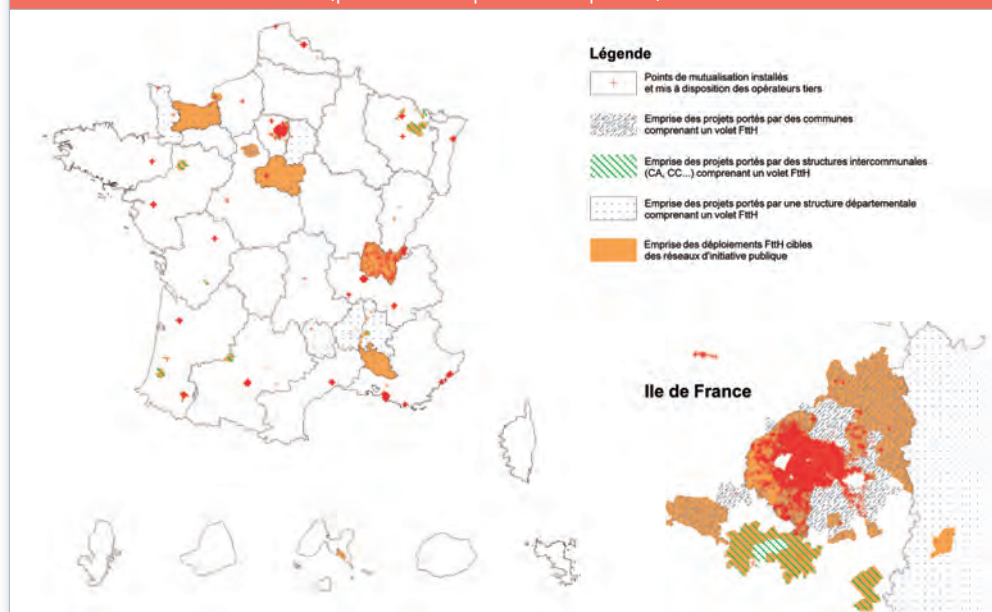 Légende
Points de mutualisation installés
et mis à disposition des opérateurs tiers
Emprise des projets portés par des communes
comprenant un volet FttH
Emprise des projets portés par des structures intercommunales
(CA, CC...) comprenant un volet FttH
Emprise des projets portés par une structure départementale
comprenant un volet FttH
Emprise des déploiements FttH cibles
des réseaux d'initiative publique
Ile de France